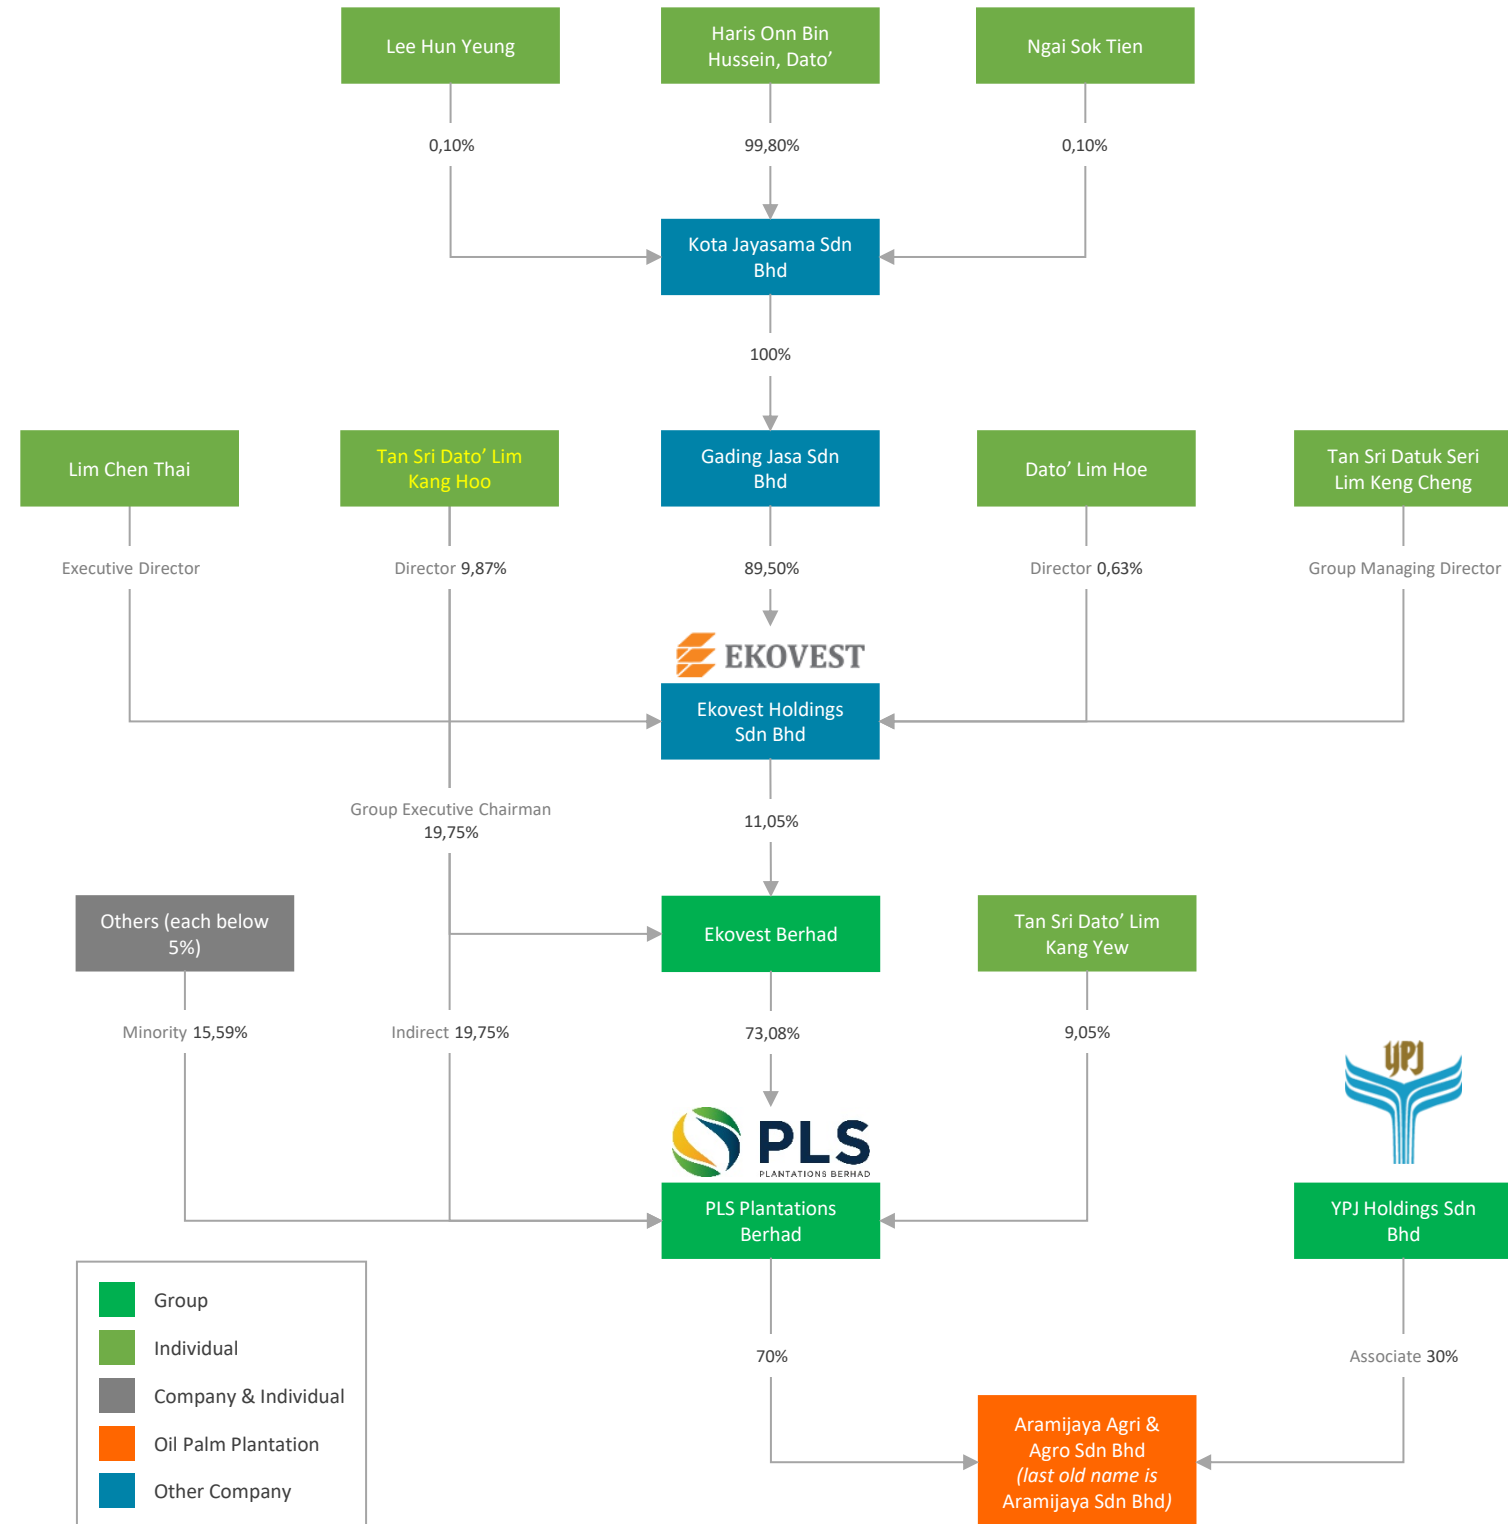 Lee Hun Yeung
Haris Onn Bin
Hussein, Dato’
Ngai Sok Tien
0,10%
99,80%
0,10%
Kota Jayasama Sdn
Bhd
100%
Lim Chen Thai
Tan Sri Dato’ Lim
Kang Hoo
Gading Jasa Sdn
Bhd
Dato’ Lim Hoe
Tan Sri Datuk Seri
Lim Keng Cheng
Executive Director
Director 9,87%
89,50%
Director 0,63%
Group Managing Director
EKOVEST
Ekovest Holdings
Sdn Bhd
Group Executive Chairman
19,75%
11,05%
Others (each below
5%)
Ekovest Berhad
Tan Sri Dato’ Lim
Kang Yew
Minority 15,59%
Indirect 19,75%
73,08%
9,05%
YPJ
PLS
PLANTATIONS BERHAD
PLS Plantations
Berhad
YPJ Holdings Sdn
Bhd
Group
Individual
Company & Individual
Oil Palm Plantation
Other Company
70%
Associate 30%
Aramijaya Agri &
Agro Sdn Bhd
(last old name is
Aramijaya Sdn Bhd)